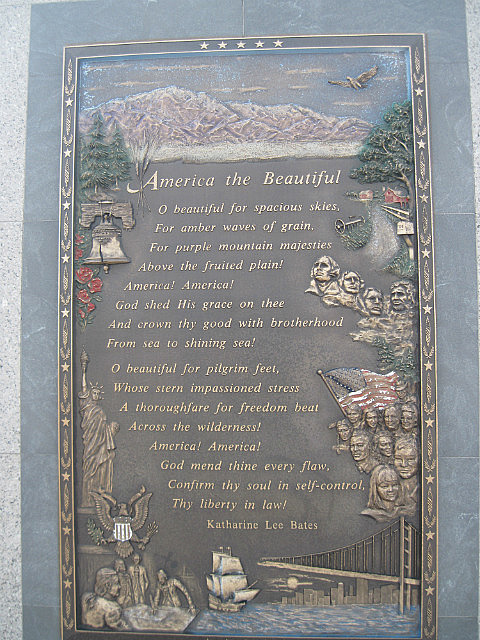 America the Beautiful
O beautiful for spacious skies,
For amber waves of grain,
For purple mountain majesties
Above the fruited plain!
America! America!
God shed His grace on thee
And crown thy good with brotherhood
From sea to shining sea!
O beautiful for pilgrim feet,
Whose stern impassioned stress
A thoroughfare for freedom beat
Across the wilderness!
America! America!
God mend thine every flaw,
Confirm thy soul in self-control,
Thy liberty in law!
Katharine Lee Bates